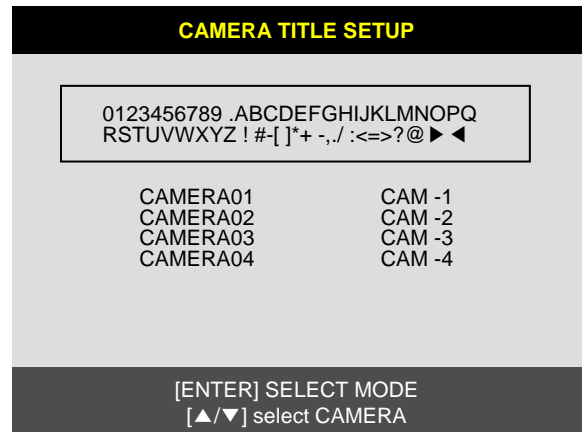 CAMERA TITLE SETUP
0123456789 .ABCDEFGHIJKLMNOPQ
RSTUVWXYZ ! #-[ ]*+ -,./ :<=>?@ ▶ ◀
CAMERA01 CAM -1
CAMERA02 CAM -2
CAMERA03 CAM -3
CAMERA04 CAM -4
[ENTER] SELECT MODE
[▲/▼] select CAMERA